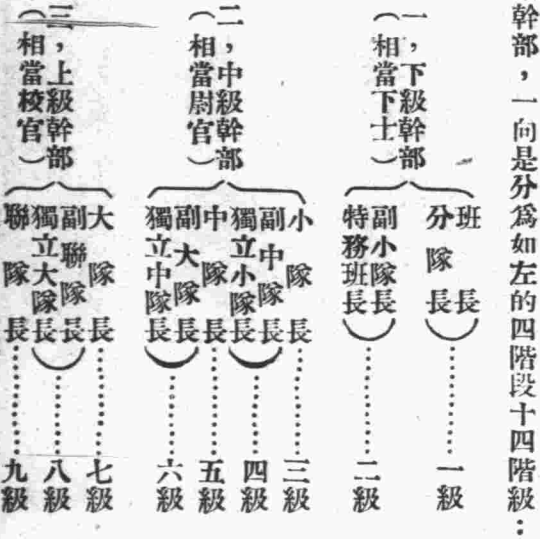 幹部，一向是分為如左的四階段十四階級：
一，下級幹部
（相當下士）
班長
分隊長
……一級
副小隊長
特務班長
……二級
二，中級幹部
（相當尉官）
小隊長……三級
副中隊長
獨立小隊長
……四級
中隊長……五級
副大隊長
獨立中隊長
……六級
三，上級幹部
（相當校官）
大隊長……七級
副聯隊長
獨立大隊長
……八級
聯隊長……九級